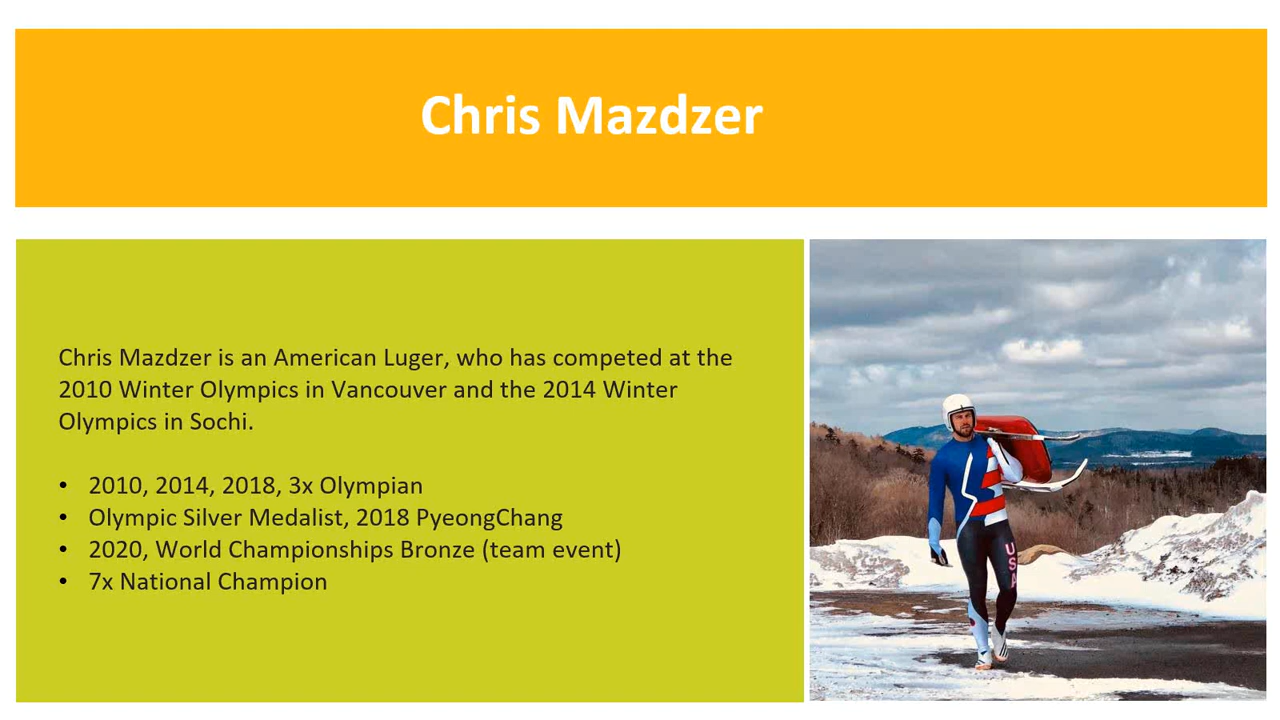 Chris Mazdzer
Chris Mazdzer is an American Luger, who has competed at the
2010 Winter Olympics in Vancouver and the 2014 Winter
Olympics in Sochi.
• 2010, 2014, 2018, 3x Olympian
• Olympic Silver Medalist, 2018 PyeongChang
• 2020, World Championships Bronze (team event)
• 7x National Champion
USA